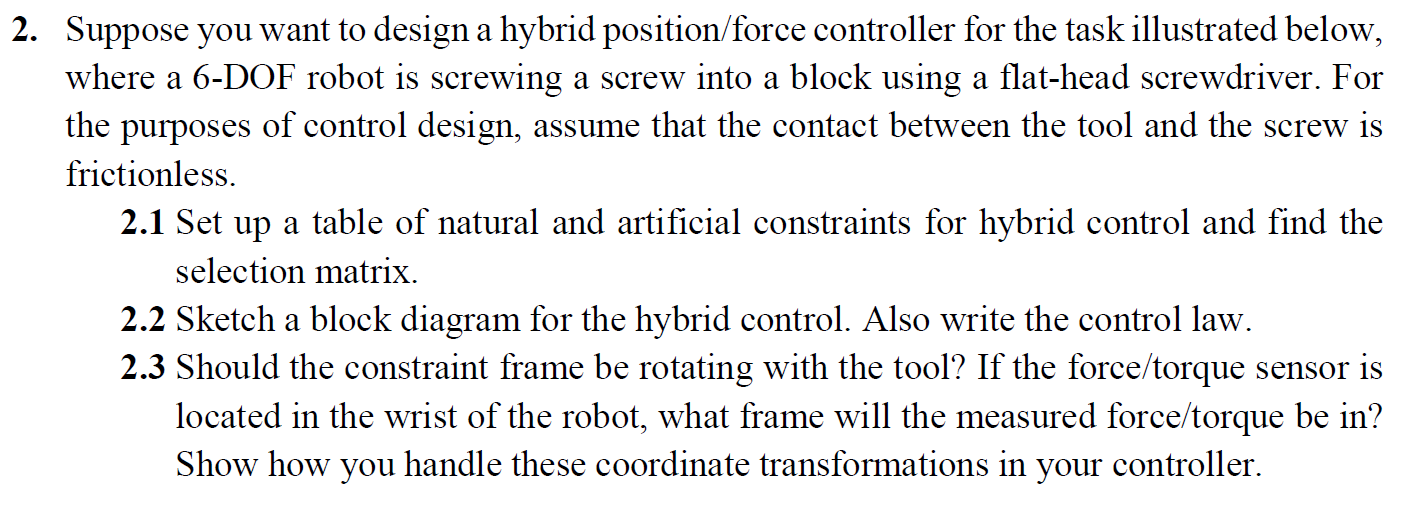 2. Suppose you want to design a hybrid position/force controller for the task illustrated below,
where a 6-DOF robot is screwing a screw into a block using a flat-head screwdriver. For
the purposes of control design, assume that the contact between the tool and the screw is
frictionless.
2.1 Set up a table of natural and artificial constraints for hybrid control and find the
selection matrix.
2.2 Sketch a block diagram for the hybrid control. Also write the control law.
2.3 Should the constraint frame be rotating with the tool? If the force/torque sensor is
located in the wrist of the robot, what frame will the measured force/torque be in?
Show how you handle these coordinate transformations in your controller.